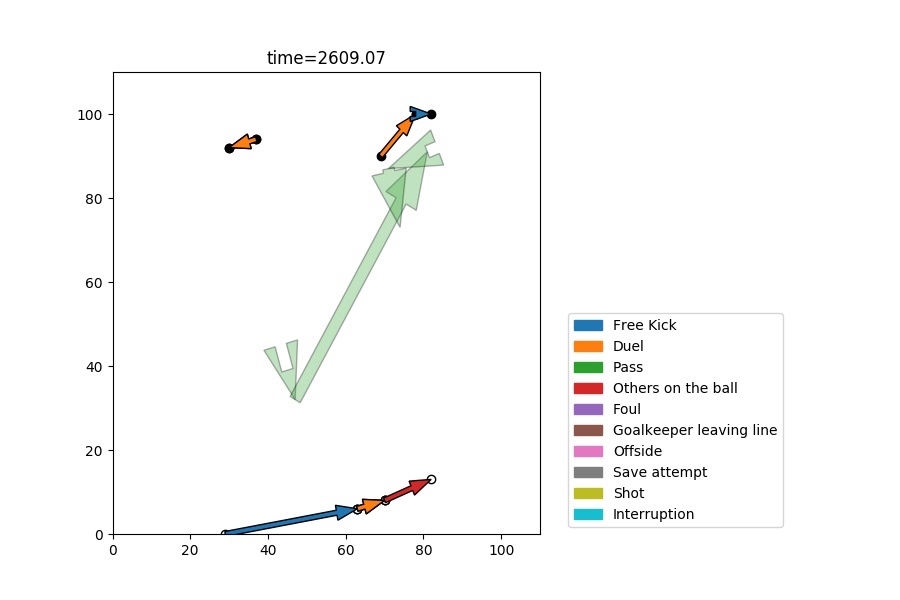 time=2609.07
100
80
60
40
20
0
0 20 40 60 80 100
Free Kick
Duel
Pass
Others on the ball
Foul
Goalkeeper leaving line
Offside
Save attempt
Shot
Interruption